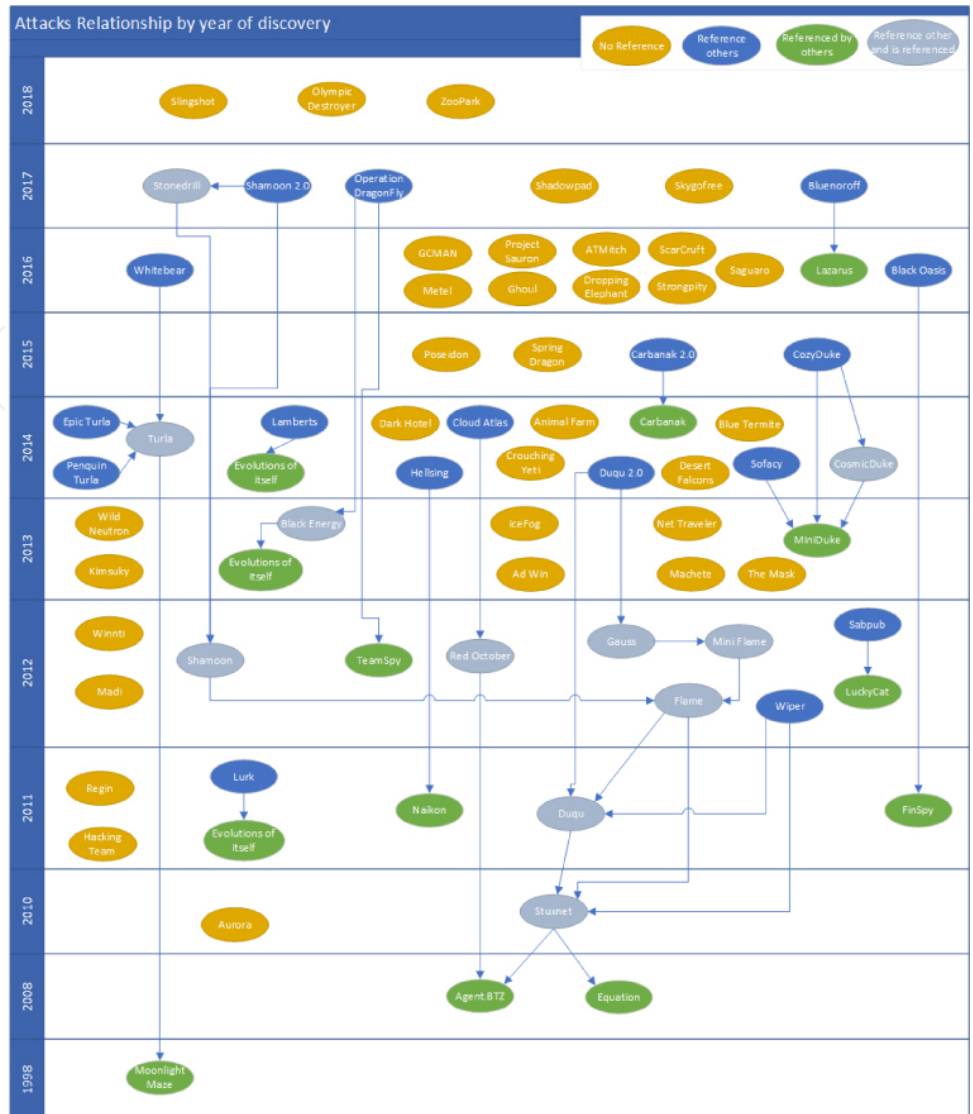 Attacks Relationship by year of discovery
No Reference
Reference
others
Referenced by
others
Reference other
and is referenced
2018
Slingshot
Olympic
Destroyer
ZooPark
2017
Stonedrill
Shamoon 2.0
Operation
DragonFly
Shadowpad
Skygofree
Bluenoroff
2016
Whitebear
GCMAN
Project
Sauron
ATMitch
ScarCruft
Saguaro
Lazarus
Black Oasis
Metel
Ghoul
Dropping
Elephant
Strongpity
2015
Poseidon
Spring
Dragon
Carbanak 2.0
CozyDuke
2014
Epic Turla
Turla
Penquin
Turla
Lamberts
Evolutions of
itself
Dark Hotel
Cloud Atlas
Animal Farm
Carbanak
Blue Termite
Hellsing
Crouching
Yeti
Duqu 2.0
Desert
Falcons
Sofacy
CosmicDuke
2013
Wild
Neutron
Black Energy
IceFog
Net Traveler
MiniDuke
Kimsuky
Evolutions of
Itself
Ad Win
Machete
The Mask
2012
Winnti
Shamoon
TeamSpy
Red October
Gauss
Mini Flame
Sabpub
Madi
Flame
Wiper
LuckyCat
2011
Regin
Lurk
Hacking
Team
Evolutions of
itself
Naikon
Duqu
FinSpy
2010
Aurora
Stuxnet
2008
Agent.BTZ
Equation
1998
Moonlight
Maze